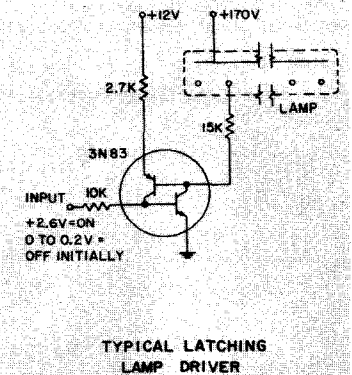 +12V
+170V
2.7K
LAMP
15K
3N83
INPUT
10K
+2.6V=ON
0 TO 0.2V =
OFF INITIALLY
TYPICAL LATCHING
LAMP DRIVER